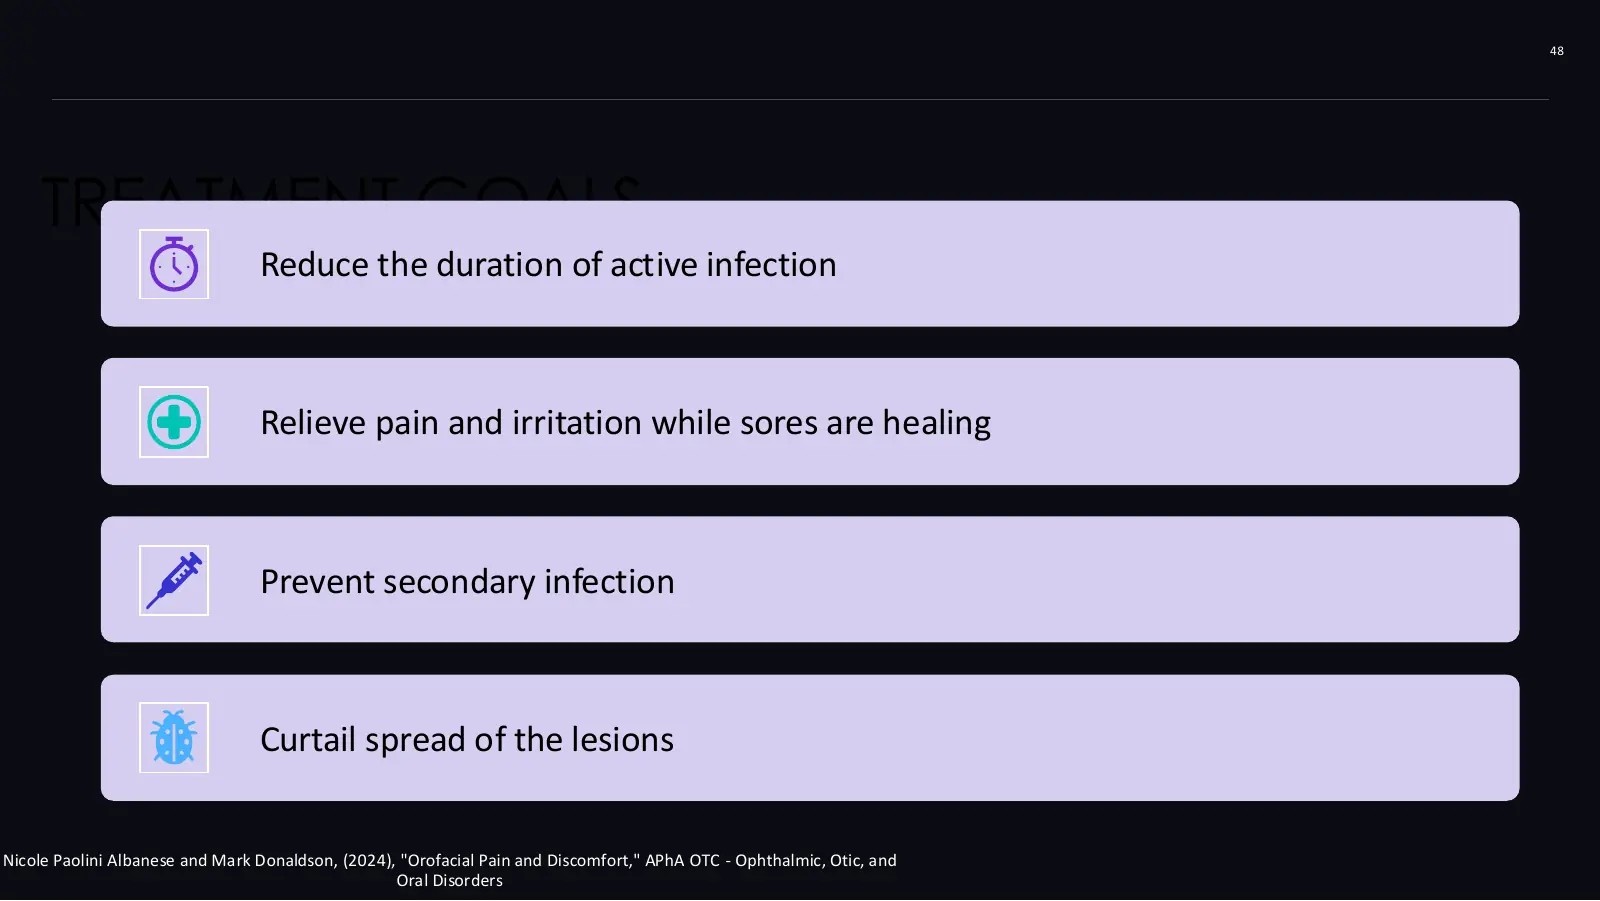 48
TREATMENT GOALS
Reduce the duration of active infection
Relieve pain and irritation while sores are healing
Prevent secondary infection
Curtail spread of the lesions
Nicole Paolini Albanese and Mark Donaldson, (2024), "Orofacial Pain and Discomfort," APhA OTC - Ophthalmic, Otic, and
Oral Disorders